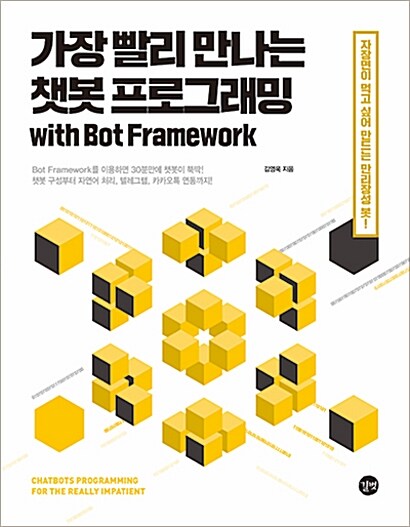 가장 빨리 만나는
챗봇 프로그래밍
with Bot Framework
자장면이 먹고 싶어 만드는 만리장성 봇!
Bot Framework를 이용하면 30분만에 챗봇이 뚝딱!
챗봇 구성부터 자연어 처리, 텔레그램, 카카오톡 연동까지!
김영욱 지음
CHATBOTS PROGRAMMING
FOR THE REALLY IMPATIENT
길벗